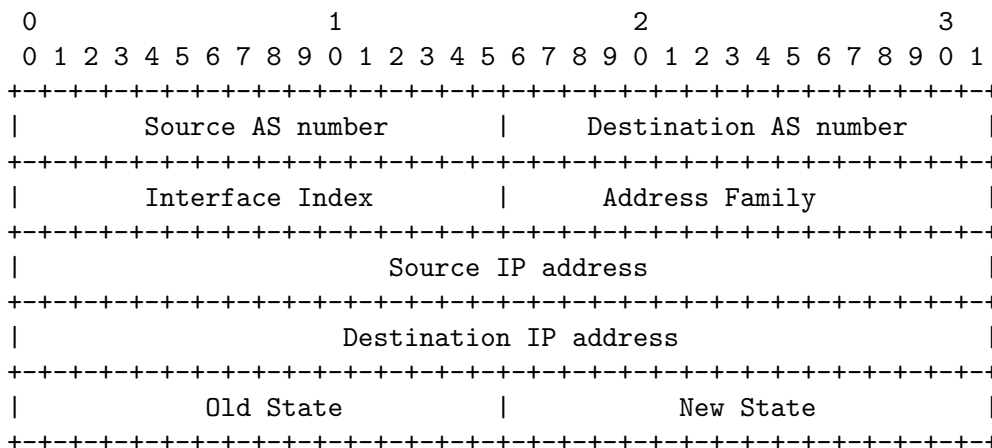 0                   1                   2                   3
0 1 2 3 4 5 6 7 8 9 0 1 2 3 4 5 6 7 8 9 0 1 2 3 4 5 6 7 8 9 0 1
+-+-+-+-+-+-+-+-+-+-+-+-+-+-+-+-+-+-+-+-+-+-+-+-+-+-+-+-+-+-+-+-+
|        Source AS number       |     Destination AS number     |
+-+-+-+-+-+-+-+-+-+-+-+-+-+-+-+-+-+-+-+-+-+-+-+-+-+-+-+-+-+-+-+-+
|        Interface Index        |      Address Family           |
+-+-+-+-+-+-+-+-+-+-+-+-+-+-+-+-+-+-+-+-+-+-+-+-+-+-+-+-+-+-+-+-+
|                        Source IP address                      |
+-+-+-+-+-+-+-+-+-+-+-+-+-+-+-+-+-+-+-+-+-+-+-+-+-+-+-+-+-+-+-+-+
|                     Destination IP address                    |
+-+-+-+-+-+-+-+-+-+-+-+-+-+-+-+-+-+-+-+-+-+-+-+-+-+-+-+-+-+-+-+-+
|            Old State          |           New State           |
+-+-+-+-+-+-+-+-+-+-+-+-+-+-+-+-+-+-+-+-+-+-+-+-+-+-+-+-+-+-+-+-+